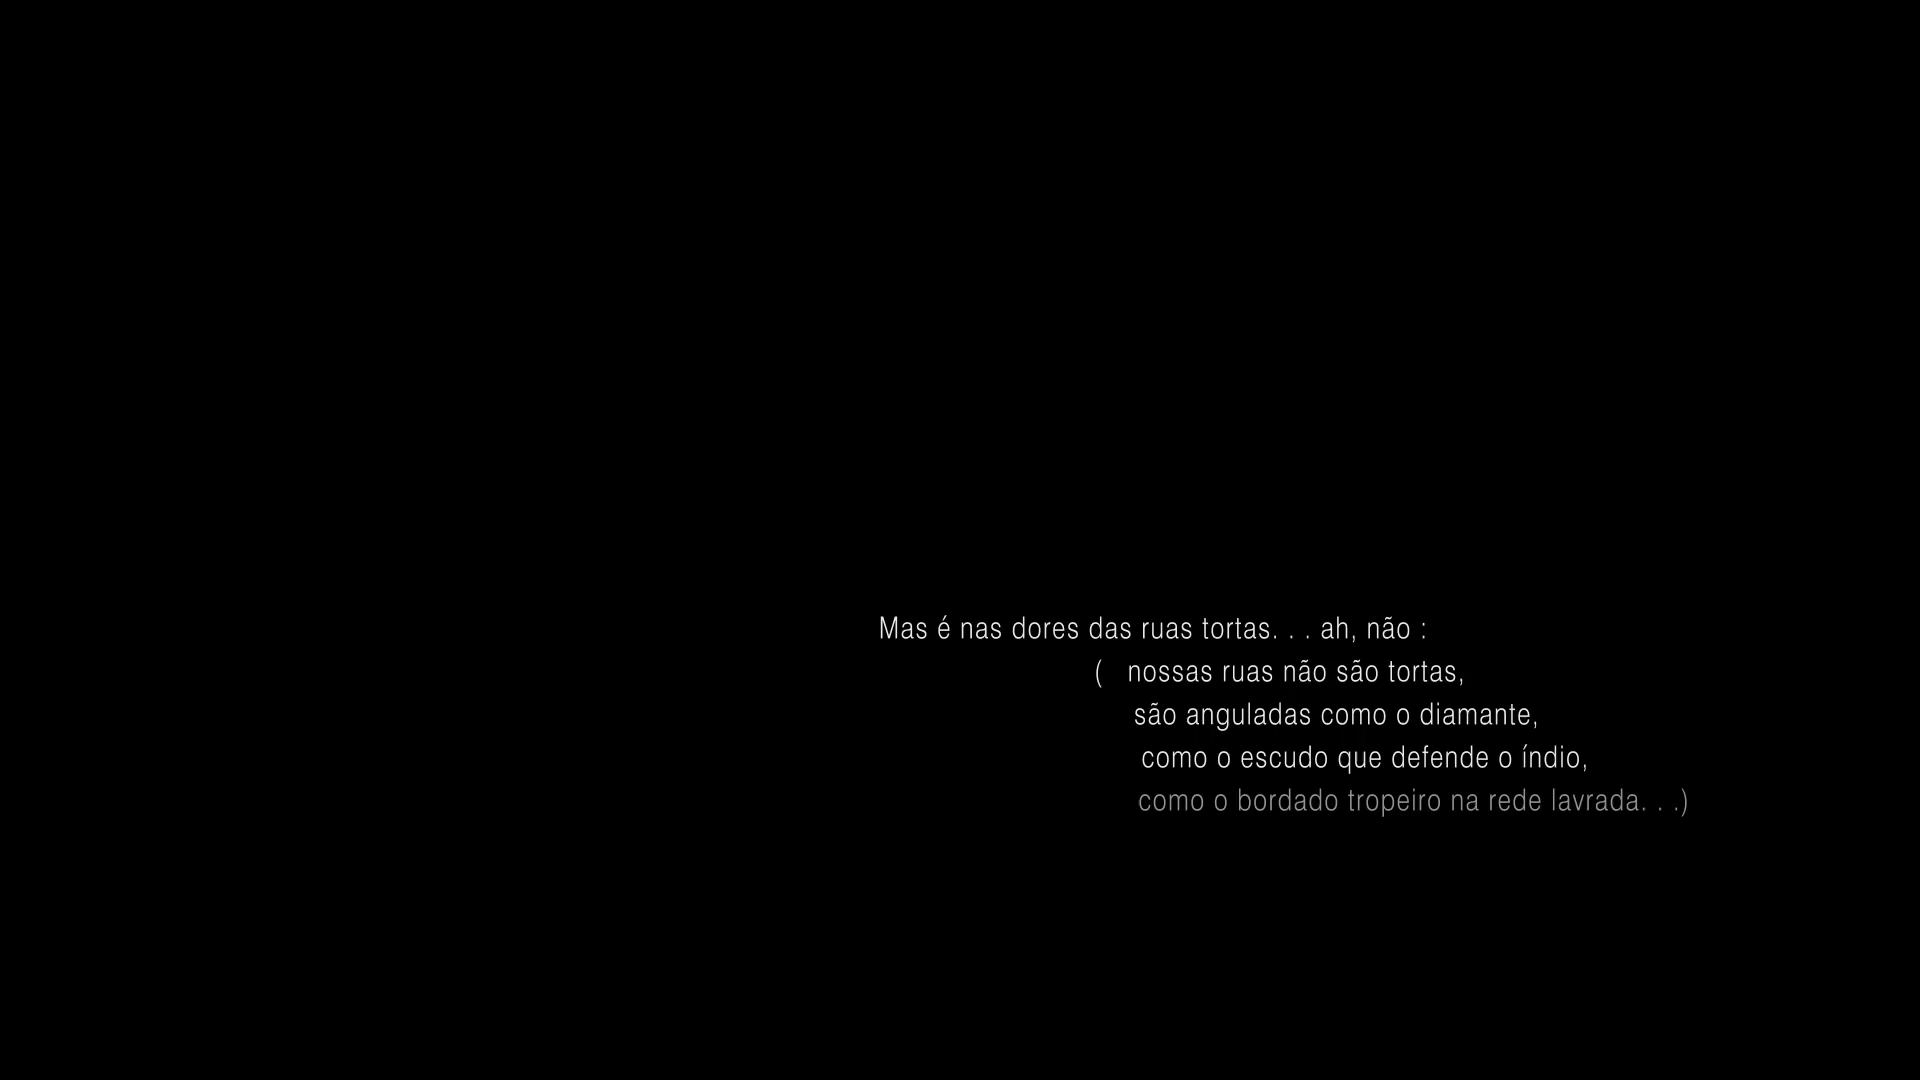 Mas é nas dores das ruas tortas. . . ah, não :
( nossas ruas não são tortas,
são anguladas como o diamante,
como o escudo que defende o índio,
como o bordado tropeiro na rede lavrada. . .)